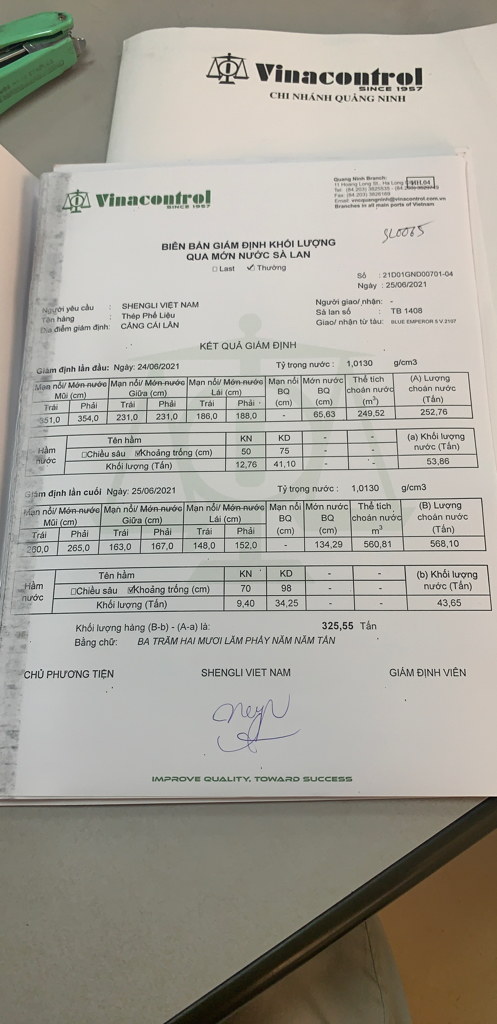 Vinacontrol
SINCE 1957
CHI NHÁNH QUẢNG NINH
Vinacontrol
SINCE 1957
Quang Ninh Branch:
11 Hoang Long St., Ha Long
Branches in all main ports of Vietnam
SL0065
BIÊN BẢN GIÁM ĐỊNH KHỐI LƯỢNG
QUA MỚN NƯỚC SÀ LAN
□ Last ☑ Thường
Số : 21D01GND00701-04
Ngày : 25/06/2021
Người yêu cầu : SHENGLI VIỆT NAM
Người giao/ nhận: -
Tên hàng : Thép Phế Liệu
Sà lan số : TB 1408
Địa điểm giám định: CẢNG CÁI LÂN
Giao/ nhận từ tàu: BLUE EMPEROR 5 V.2107
KẾT QUẢ GIÁM ĐỊNH
Giám định lần đầu: Ngày: 24/06/2021 Tỷ trọng nước : 1,0130 g/cm3
Mạn nổi/ Mớn nước Mũi (cm) Mạn nổi/ Mớn nước Giữa (cm) Mạn nổi/ Mớn nước Lái (cm) Mạn nổi BQ (cm) Mớn nước BQ (cm) Thể tích choán nước (m³) (A) Lượng choán nước (Tấn)
Trái Phải Trái Phải Trái Phải
351,0 354,0 231,0 231,0 186,0 188,0 - 65,63 249,52 252,76
Hầm nước Tên hầm KN KD - - (a) Khối lượng nước (Tấn)
□Chiều sâu ☑Khoảng trống (cm) 50 75 - -
Khối lượng (Tấn) 12,76 41,10 - - 53,86
Giám định lần cuối Ngày: 25/06/2021 Tỷ trọng nước : 1,0130 g/cm3
Mạn nổi/ Mớn nước Mũi (cm) Mạn nổi/ Mớn nước Giữa (cm) Mạn nổi/ Mớn nước Lái (cm) Mạn nổi BQ (cm) Mớn nước BQ (cm) Thể tích choán nước m³ (B) Lượng choán nước (Tấn)
Trái Phải Trái Phải Trái Phải
260,0 265,0 163,0 167,0 148,0 152,0 - 134,29 560,81 568,10
Hầm nước Tên hầm KN KD - - (b) Khối lượng nước (Tấn)
□Chiều sâu ☑Khoảng trống (cm) 70 98 - -
Khối lượng (Tấn) 9,40 34,25 - - 43,65
Khối lượng hàng (B-b) - (A-a) là: 325,55 Tấn
Bằng chữ: BA TRĂM HAI MƯƠI LĂM PHẨY NĂM NĂM TẤN
CHỦ PHƯƠNG TIỆN SHENGLI VIET NAM GIÁM ĐỊNH VIÊN
IMPROVE QUALITY, TOWARD SUCCESS